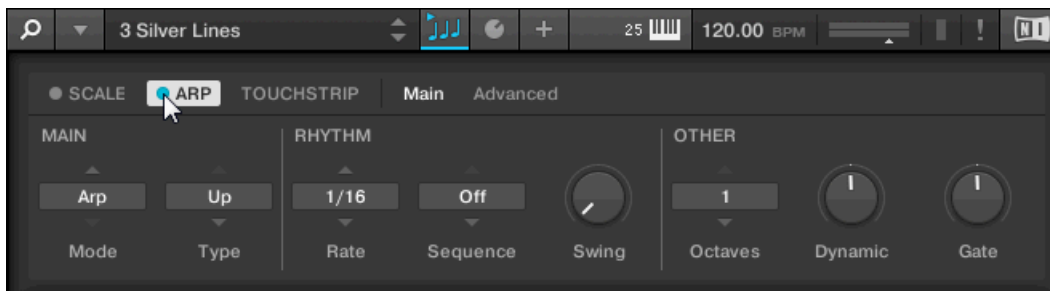 3 Silver Lines 25 120.00 BPM ! NI
SCALE ARP TOUCHSTRIP Main Advanced
MAIN RHYTHM OTHER
Arp Up 1/16 Off 1
Mode Type Rate Sequence Swing Octaves Dynamic Gate